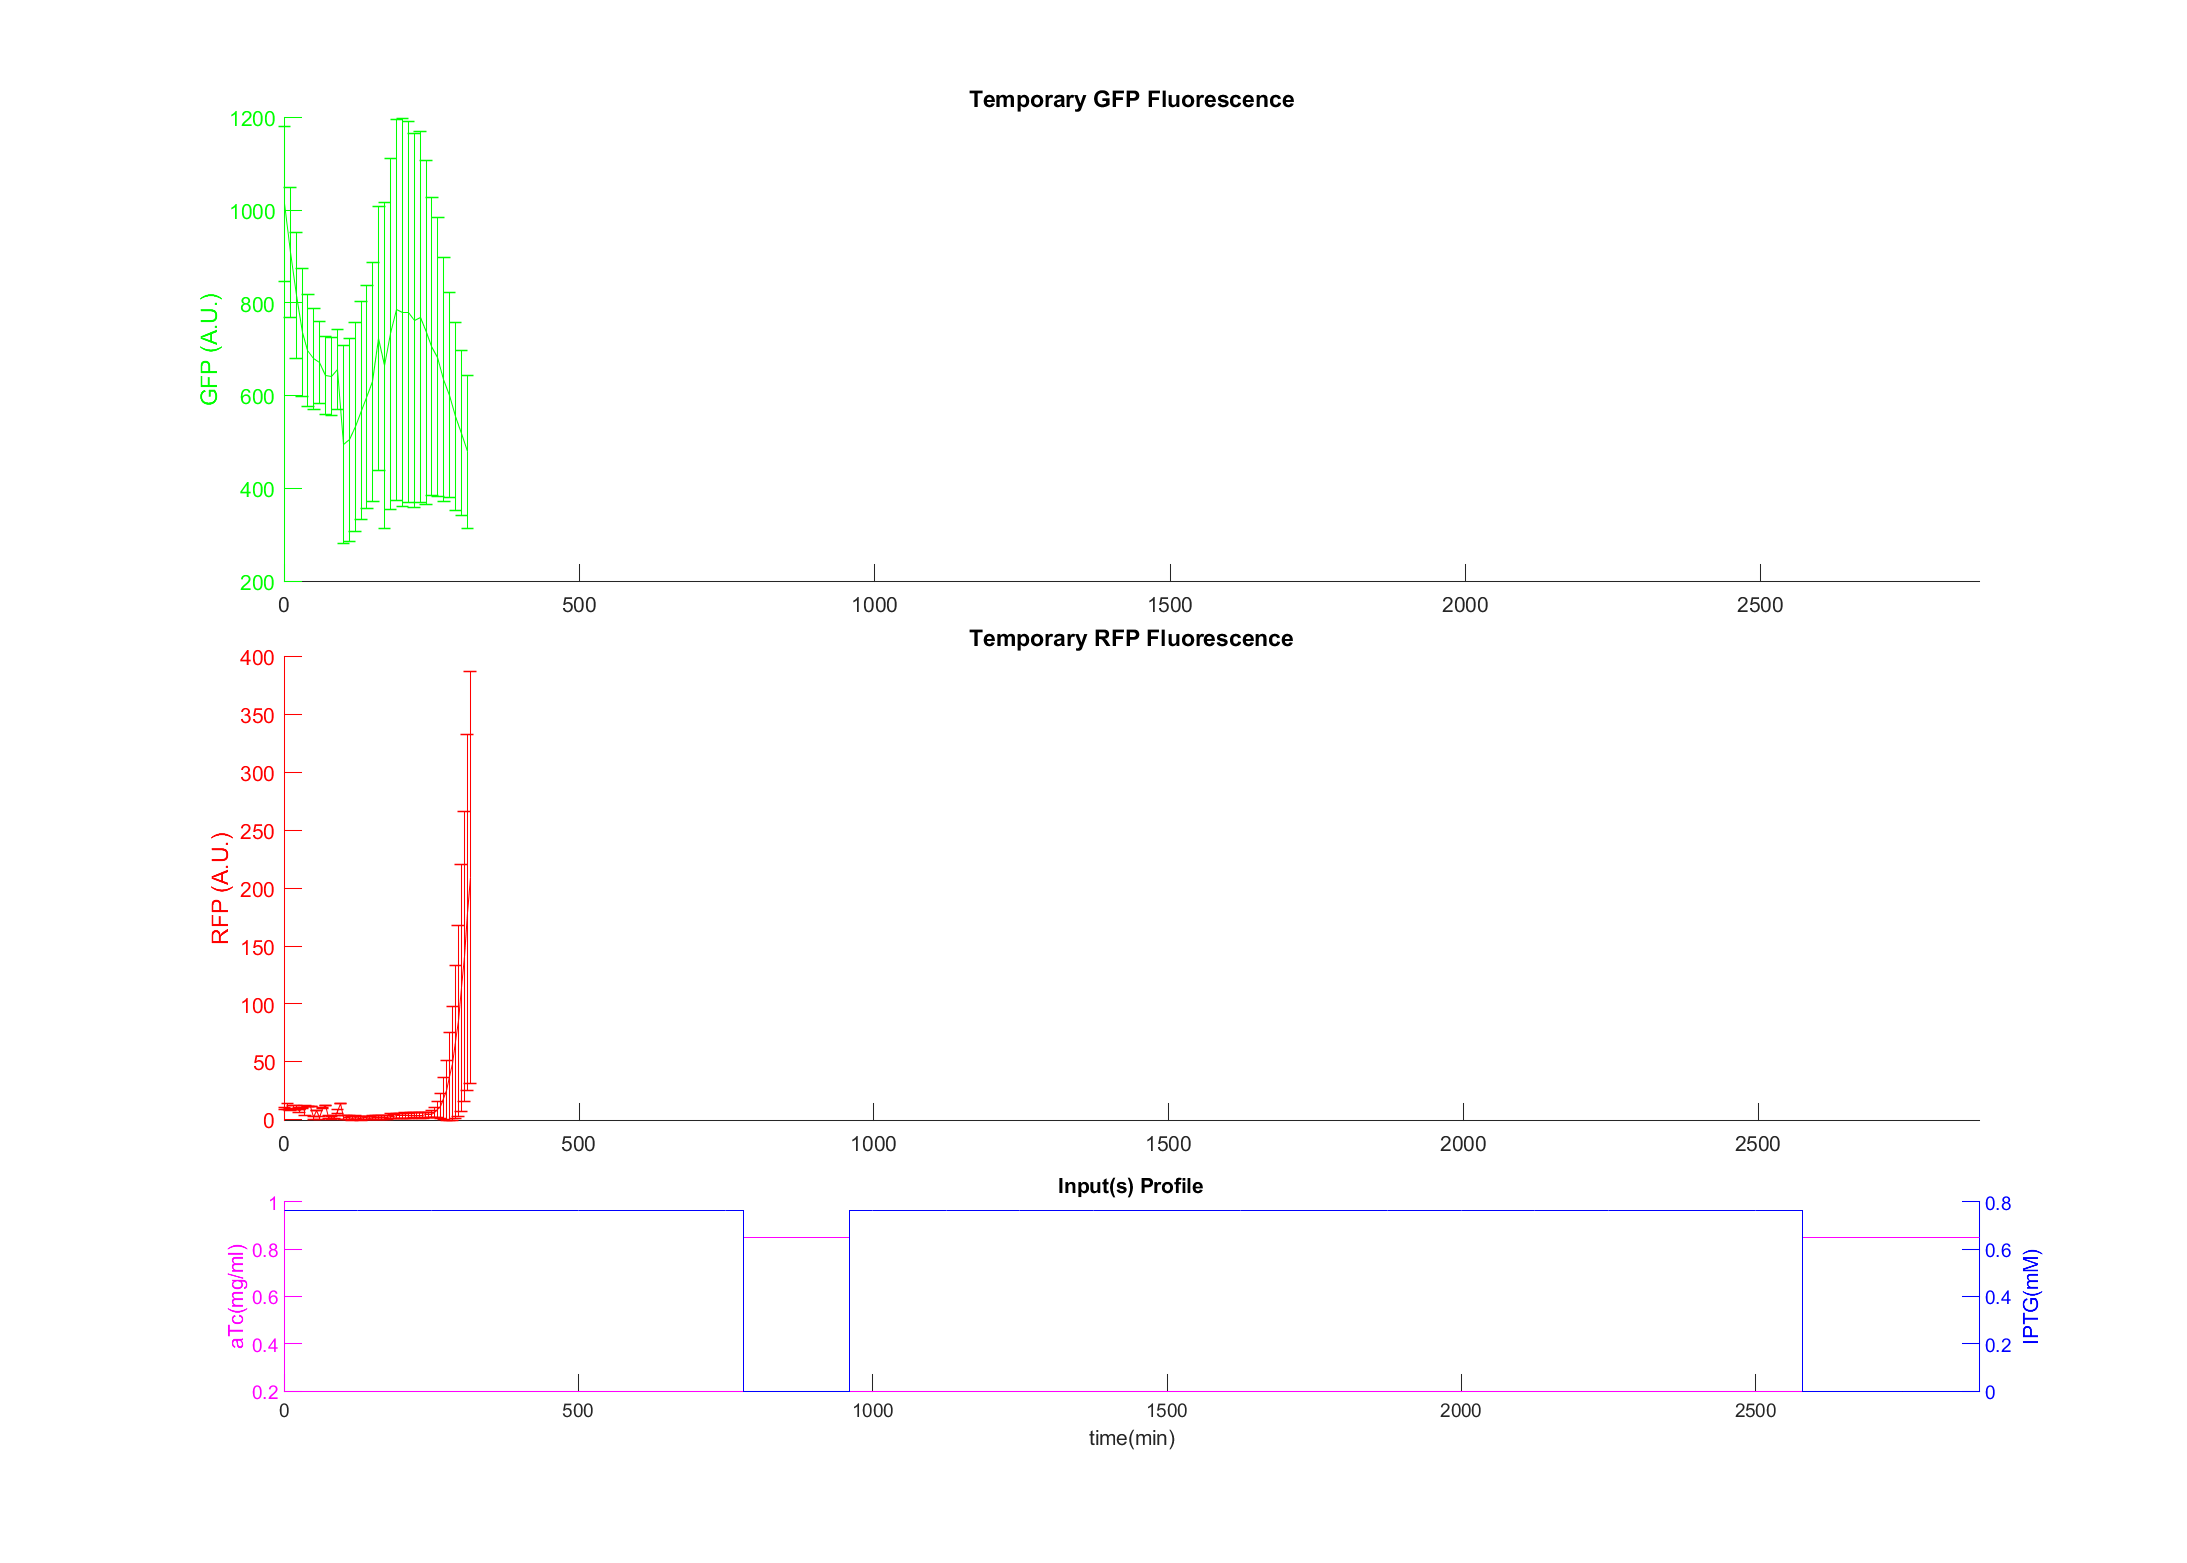 Temporary GFP Fluorescence
1200
1000
800
600
400
200
GFP (A.U.)
0 500 1000 1500 2000 2500
Temporary RFP Fluorescence
400
350
300
250
200
150
100
50
0
RFP (A.U.)
0 500 1000 1500 2000 2500
Input(s) Profile
1
0.8
0.6
0.4
0.2
aTc(mg/ml)
0.8
0.6
0.4
0.2
0
IPTG(mM)
0 500 1000 1500 2000 2500
time(min)